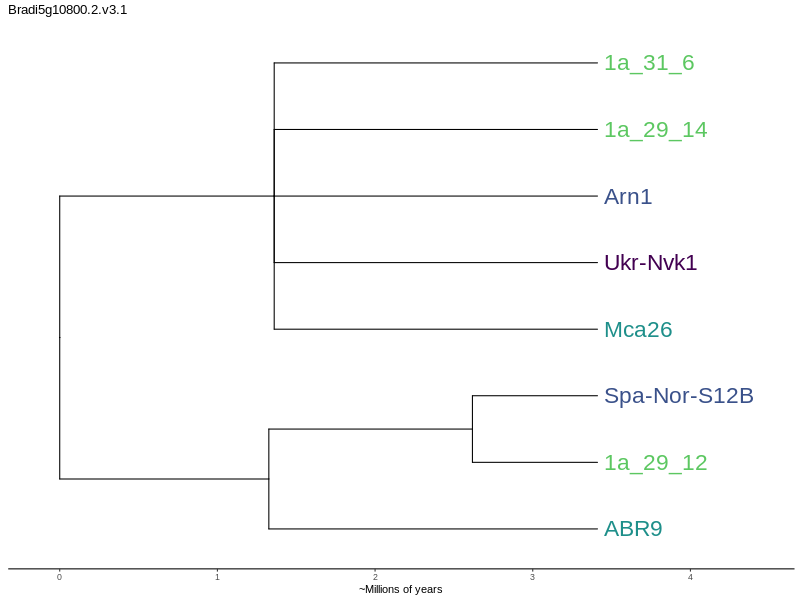 Bradi5g10800.2.v3.1
1a_31_6
1a_29_14
Arn1
Ukr-Nvk1
Mca26
Spa-Nor-S12B
1a_29_12
ABR9
0 1 2 3 4
~Millions of years